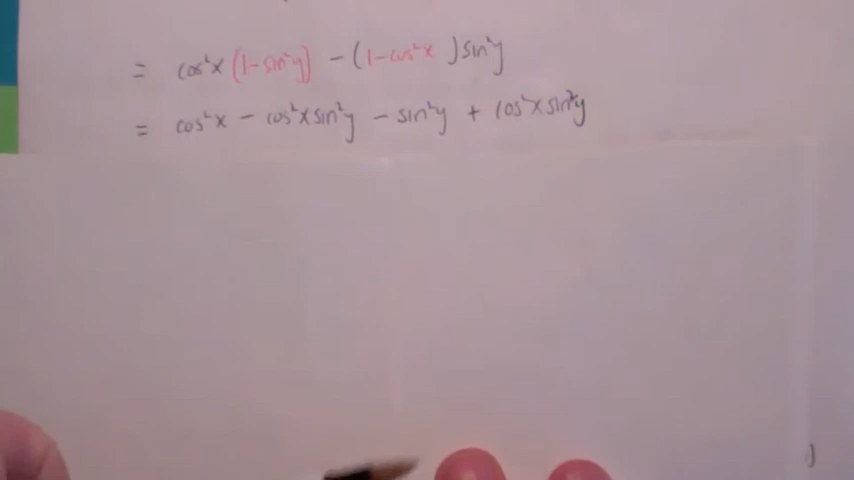 = cos²x (1-sin²y) - (1-cos²x) sin²y
= cos²x - cos²x sin²y - sin²y + cos²x sin²y